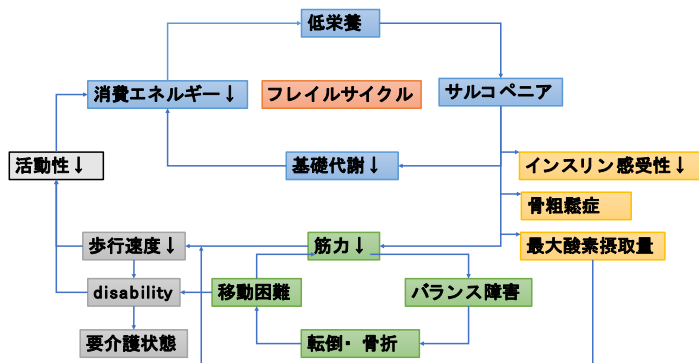 低栄養
消費エネルギー↓
フレイルサイクル
サルコペニア
活動性↓
基礎代謝↓
インスリン感受性↓
骨粗鬆症
歩行速度↓
筋力↓
最大酸素摂取量
disability
移動困難
バランス障害
要介護状態
転倒・骨折